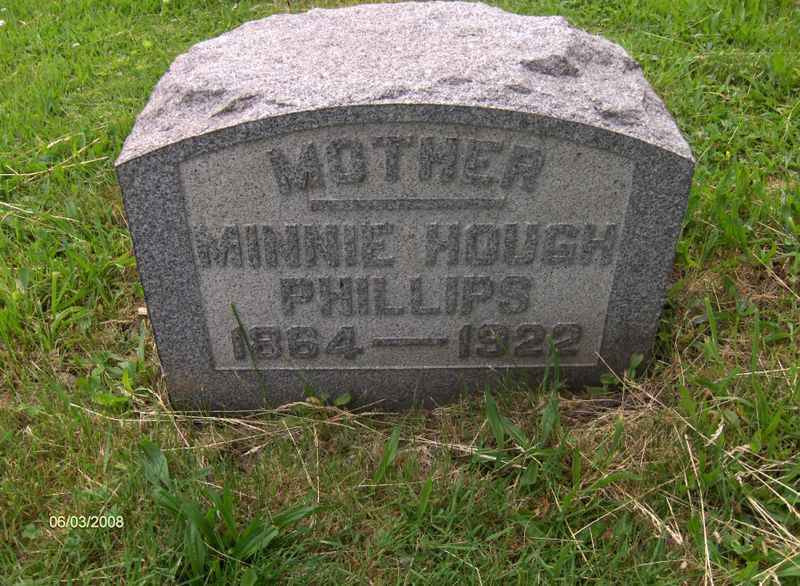 MOTHER
MINNIE HOUGH
PHILLIPS
1864 — 1922
06/03/2008